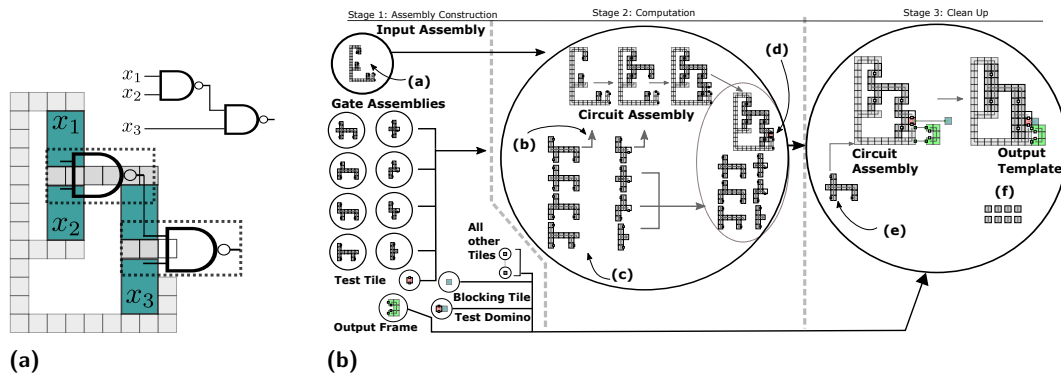 x1
x2
x3
x1
x2
x3
(a)
Stage 1: Assembly Construction
Stage 2: Computation
Stage 3: Clean Up
Input Assembly
(a)
Gate Assemblies
Test Tile
Output Frame
All
other
Tiles
Blocking Tile
Test Domino
Circuit Assembly
(b)
(c)
(d)
Circuit
Assembly
(e)
Output
Template
(f)
(b)